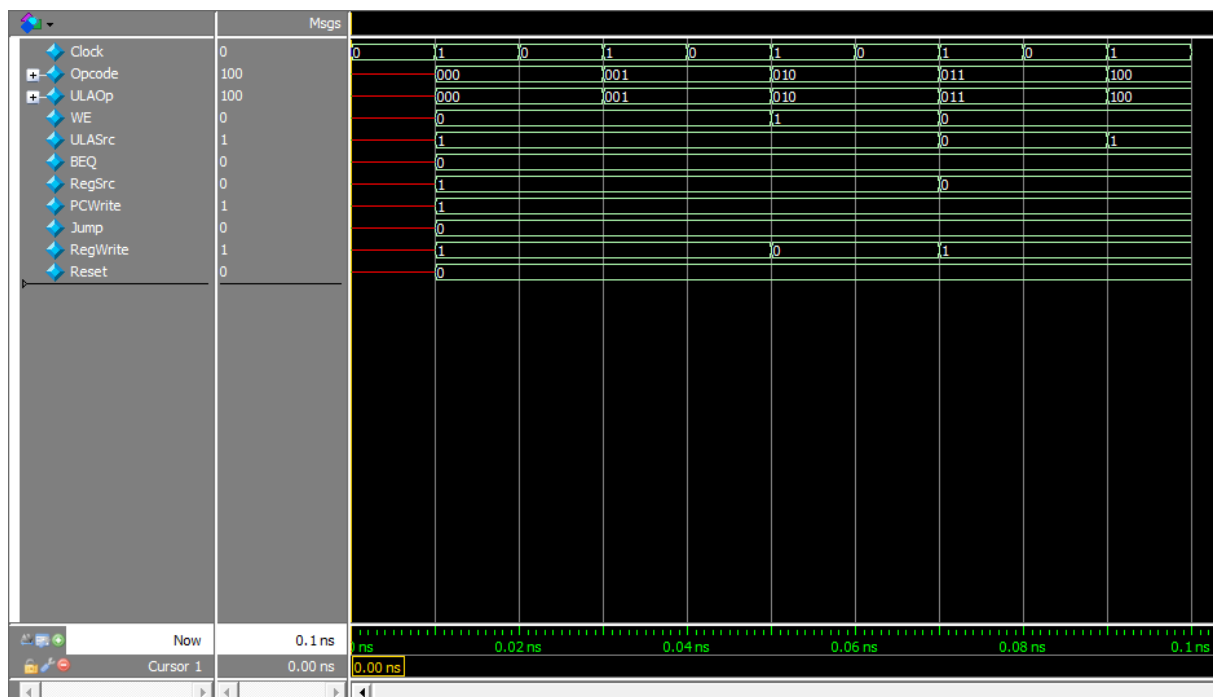 Msgs
Clock 0 0 1 0 1 0 1 0 1 0 1
Opcode 100 000 001 010 011 100
ULAOp 100 000 001 010 011 100
WE 0 0 1 0
ULASrc 1 1 0 1
BEQ 0 0
RegSrc 0 1 0
PCWrite 1 1
Jump 0 0
RegWrite 1 1 0 1
Reset 0 0
Now 0.1 ns ns 0.02 ns 0.04 ns 0.06 ns 0.08 ns 0.1 ns
Cursor 1 0.00 ns 0.00 ns